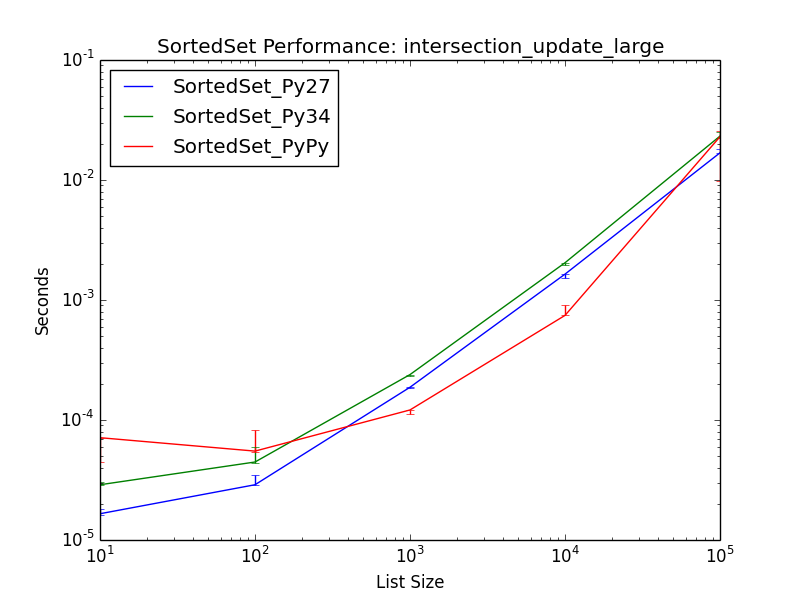 SortedSet Performance: intersection_update_large
SortedSet_Py27
SortedSet_Py34
SortedSet_PyPy
Seconds
10^-1
10^-2
10^-3
10^-4
10^-5
10^1 10^2 10^3 10^4 10^5
List Size